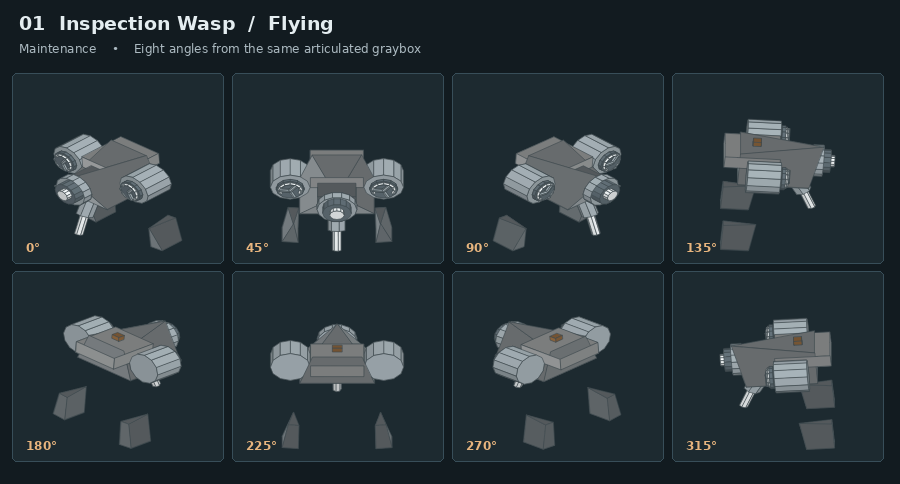 01 Inspection Wasp / Flying
Maintenance • Eight angles from the same articulated graybox
0° 45° 90° 135°
180° 225° 270° 315°